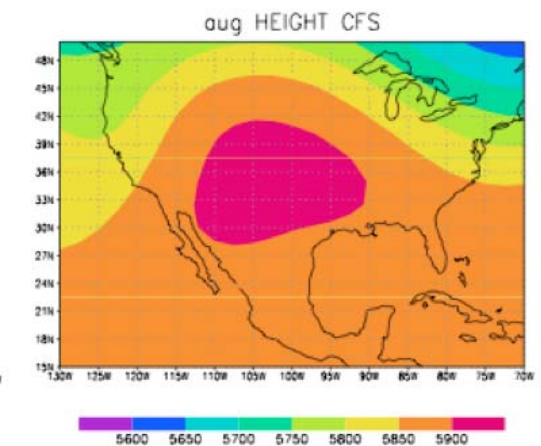 aug HEIGHT CFS
48N
45N
42N
39N
36N
33N
30N
27N
24N
21N
18N
15N
130W 125W 120W 115W 110W 105W 100W 95W 90W 85W 80W 75W 70W
5600 5650 5700 5750 5800 5850 5900